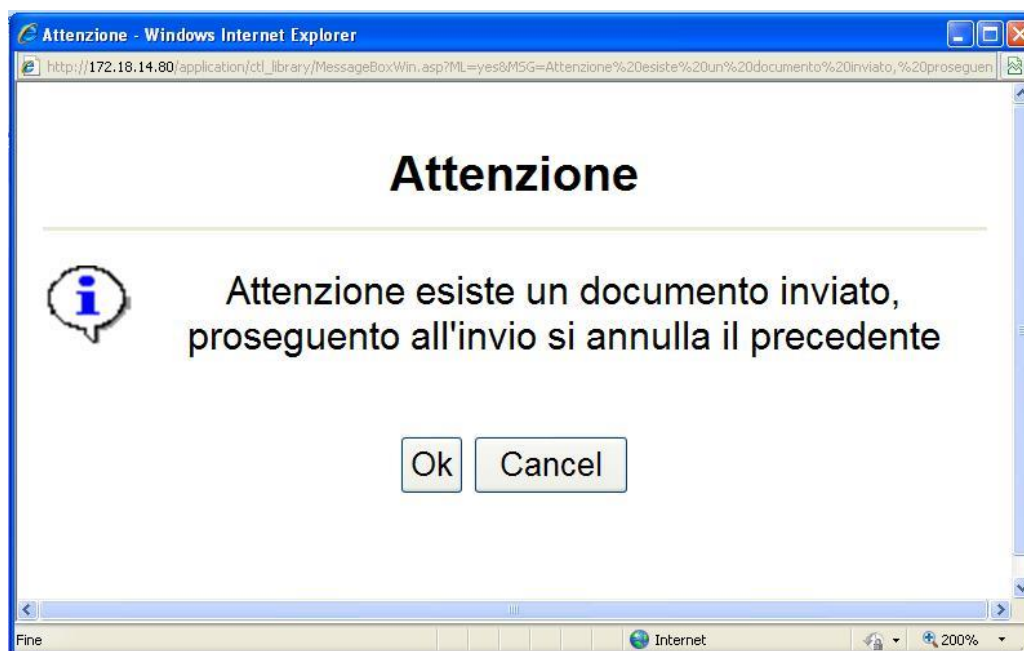 Attenzione - Windows Internet Explorer
http://172.18.14.80/application/ctl_library/MessageBoxWin.asp?ML=yes&MSG=Attenzione%20esiste%20un%20documento%20inviato,%20proseguen
Attenzione
i
Attenzione esiste un documento inviato,
proseguento all'invio si annulla il precedente
Ok Cancel
Fine Internet 200%